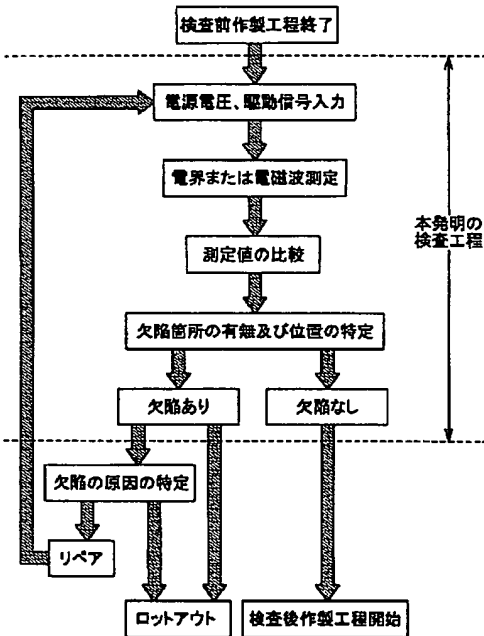 検査前作製工程終了
電源電圧、駆動信号入力
電界または電磁波測定
本発明の
検査工程
測定値の比較
欠陥箇所の有無及び位置の特定
欠陥あり
欠陥なし
欠陥の原因の特定
リペア
ロットアウト
検査後作製工程開始